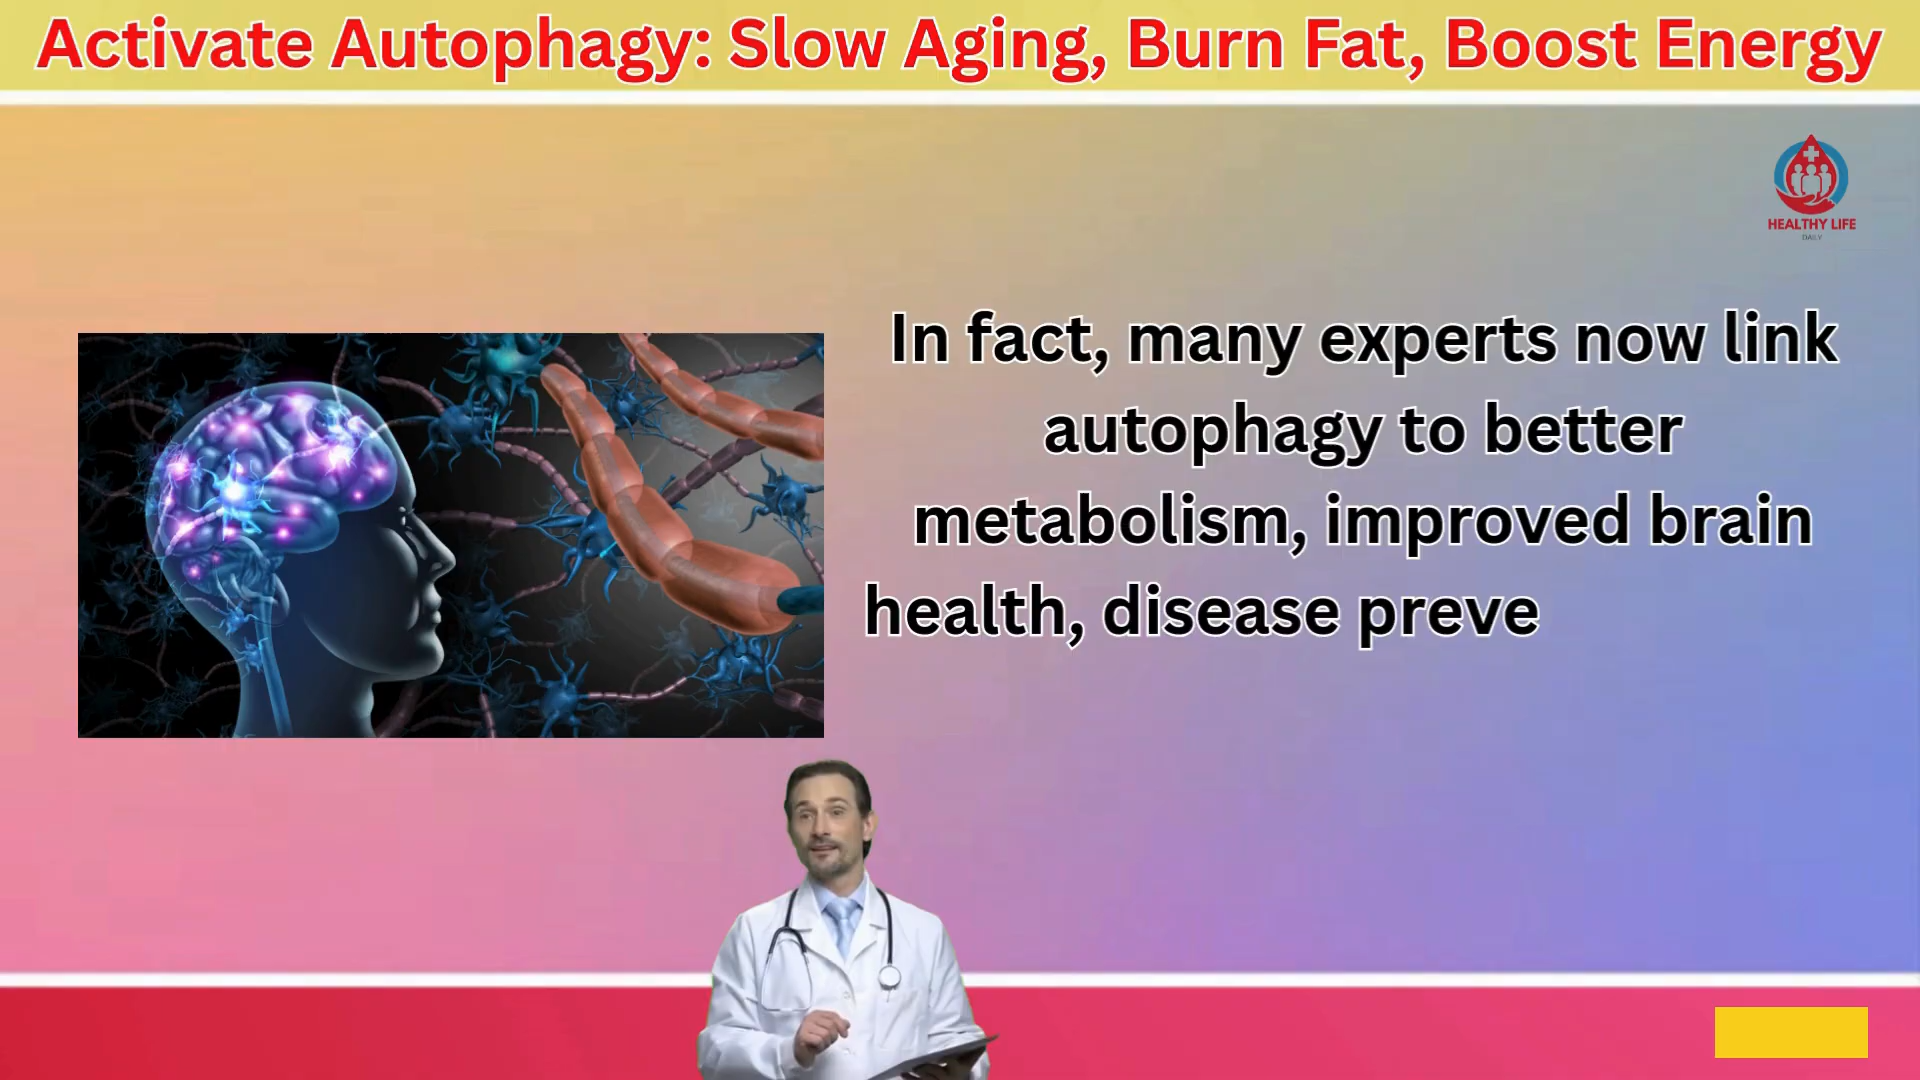 Activate Autophagy: Slow Aging, Burn Fat, Boost Energy
HEALTHY LIFE
DAILY
In fact, many experts now link
autophagy to better
metabolism, improved brain
health, disease preve